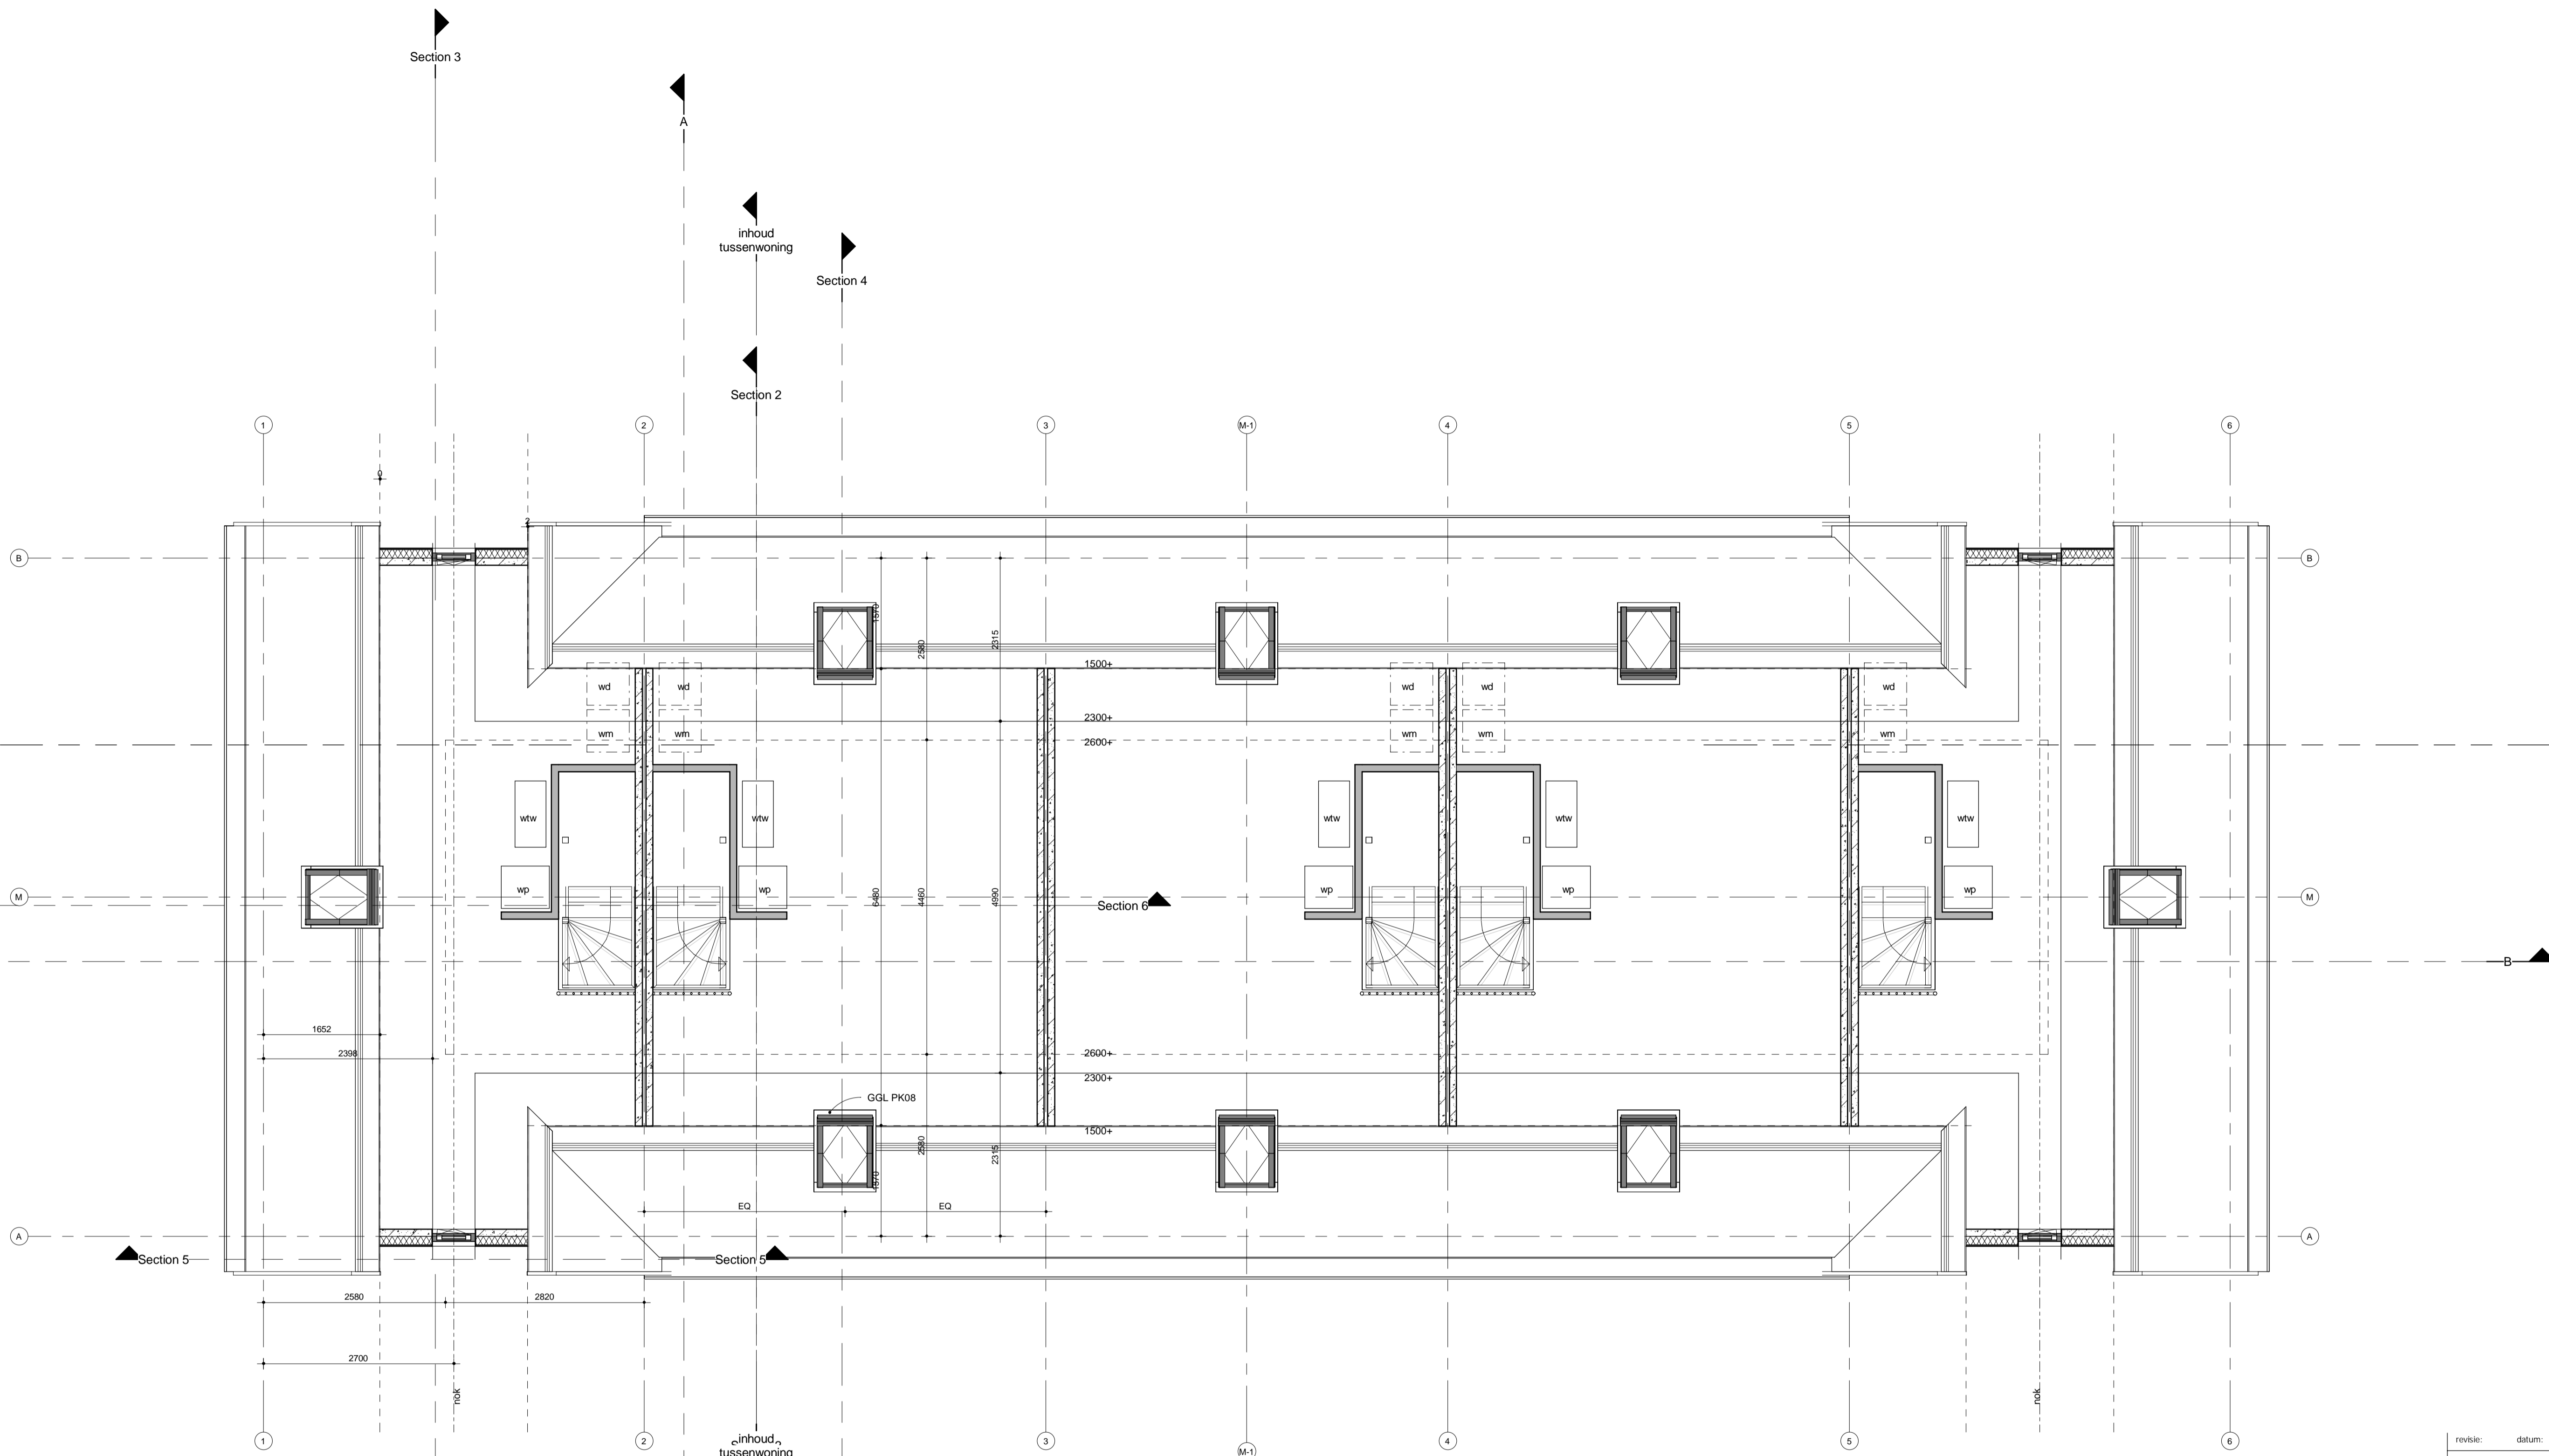 Section 3
A
inhoud
tussenwoning
Section 4
Section 2
1
2
3
M-1
4
5
6
0
2
B
B
1570
2580
2315
1500+
wd
wd
wd
wd
wd
2300+
wm
wm
wm
wm
wm
2600+
wtw
wtw
wtw
wtw
wtw
wp
wp
wp
wp
wp
M
6480
4460
4990
Section 6
M
B
1652
2398
2600+
2300+
GGL PK08
1500+
2580
2315
1570
EQ
EQ
A
A
Section 5
Section 5
2580
2820
2700
nok
nok
1
2
inhoud
tussenwoning
3
M-1
4
5
6
revisie:
datum: